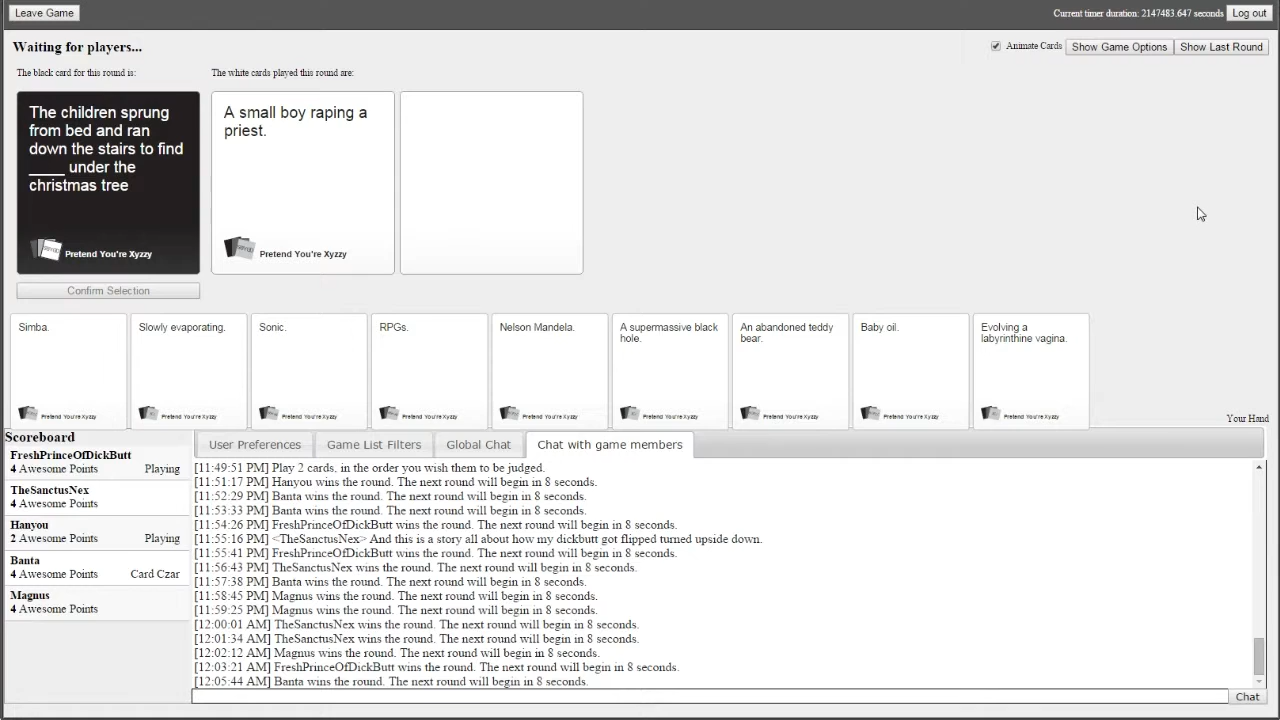 Leave Game
Current timer duration: 2147483.647 seconds
Log out
Waiting for players...
Animate Cards
Show Game Options
Show Last Round
The black card for this round is:
The white cards played this round are:
The children sprung
from bed and ran
down the stairs to find
____ under the
christmas tree
Pretend You're Xyzzy
A small boy raping a
priest.
Pretend You're Xyzzy
Confirm Selection
Simba.
Pretend You're Xyzzy
Slowly evaporating.
Pretend You're Xyzzy
Sonic.
Pretend You're Xyzzy
RPGs.
Pretend You're Xyzzy
Nelson Mandela.
Pretend You're Xyzzy
A supermassive black
hole.
Pretend You're Xyzzy
An abandoned teddy
bear.
Pretend You're Xyzzy
Baby oil.
Pretend You're Xyzzy
Evolving a
labyrinthine vagina.
Pretend You're Xyzzy
Your Hand
Scoreboard
FreshPrinceOfDickButt
4 Awesome Points Playing
TheSanctusNex
4 Awesome Points
Hanyou
2 Awesome Points Playing
Banta
4 Awesome Points Card Czar
Magnus
4 Awesome Points
User Preferences
Game List Filters
Global Chat
Chat with game members
[11:49:51 PM] Play 2 cards, in the order you wish them to be judged.
[11:51:17 PM] Hanyou wins the round. The next round will begin in 8 seconds.
[11:52:29 PM] Banta wins the round. The next round will begin in 8 seconds.
[11:53:33 PM] Banta wins the round. The next round will begin in 8 seconds.
[11:54:26 PM] FreshPrinceOfDickButt wins the round. The next round will begin in 8 seconds.
[11:55:16 PM] <TheSanctusNex> And this is a story all about how my dickbutt got flipped turned upside down.
[11:55:41 PM] FreshPrinceOfDickButt wins the round. The next round will begin in 8 seconds.
[11:56:43 PM] TheSanctusNex wins the round. The next round will begin in 8 seconds.
[11:57:38 PM] Banta wins the round. The next round will begin in 8 seconds.
[11:58:45 PM] Magnus wins the round. The next round will begin in 8 seconds.
[11:59:25 PM] Magnus wins the round. The next round will begin in 8 seconds.
[12:00:01 AM] TheSanctusNex wins the round. The next round will begin in 8 seconds.
[12:01:34 AM] TheSanctusNex wins the round. The next round will begin in 8 seconds.
[12:02:12 AM] Magnus wins the round. The next round will begin in 8 seconds.
[12:03:21 AM] FreshPrinceOfDickButt wins the round. The next round will begin in 8 seconds.
[12:05:44 AM] Banta wins the round. The next round will begin in 8 seconds.
Chat